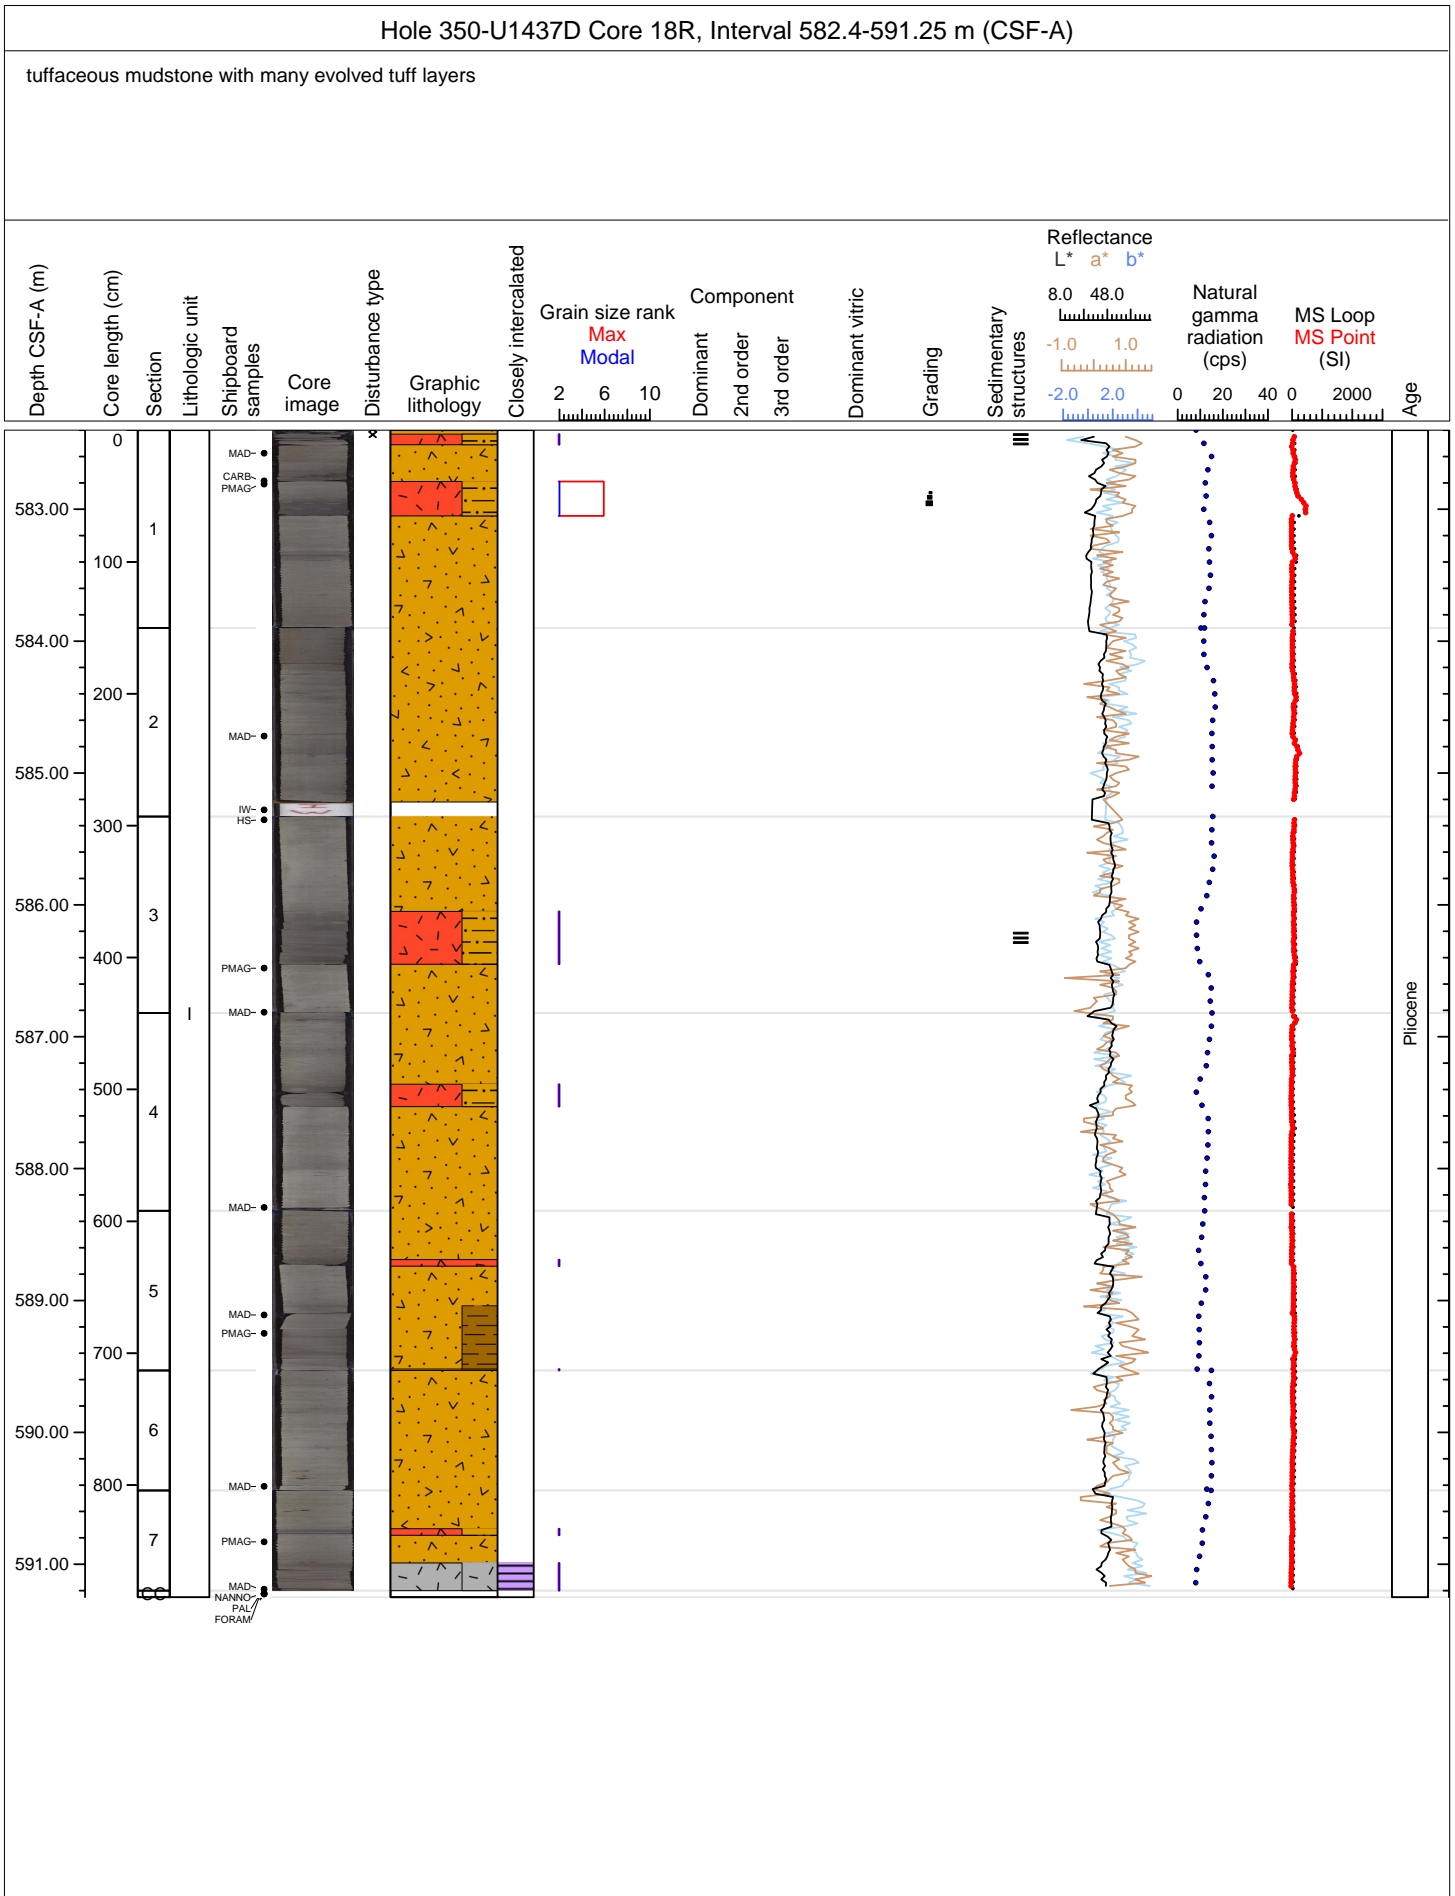 Hole 350-U1437D Core 18R, Interval 582.4-591.25 m (CSF-A)
tuffaceous mudstone with many evolved tuff layers
Depth CSF-A (m)
Core length (cm)
Section
Lithologic unit
Shipboard
samples
Core
image
Disturbance type
Graphic
lithology
Closely intercalated
Grain size rank
Max
Modal
2 6 10
Component
Dominant
2nd order
3rd order
Dominant vitric
Grading
Sedimentary
structures
Reflectance
L* a* b*
8.0 48.0
-1.0 1.0
-2.0 2.0
Natural
gamma
radiation
(cps)
0 20 40
MS Loop
MS Point
(SI)
0 2000
Age
583.00
584.00
585.00
586.00
587.00
588.00
589.00
590.00
591.00
0
100
200
300
400
500
600
700
800
1
2
3
4
5
6
7
CC
I
MAD
CARB
PMAG
MAD
IW
HS
PMAG
MAD
MAD
MAD
PMAG
MAD
PMAG
MAD
NANNO
PAL
FORAM
x
IW
Pliocene